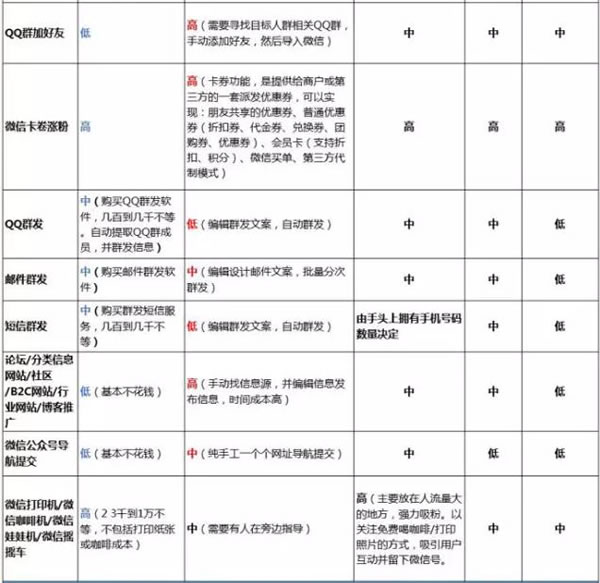 QQ群加好友
低
高（需要寻找目标人群相关QQ群，
手动添加好友，然后导入微信）
中
中
中
微信卡卷涨粉
高
高（卡券功能，是提供给商户或第
三方的一套派发优惠券，可以实
现：朋友共享的优惠券、普通优惠
券（折扣券、代金券、兑换券、团
购券、优惠券）、会员卡（支持折
扣、积分）、微信买单、第三方代
制模式）
高
高
高
QQ群发
中（购买QQ群发软
件，几百到几千不等
。自动提取QQ群成
员，并群发信息）
低（编辑群发文案，自动群发）
中
中
低
邮件群发
中（购买邮件群发软
件）
中（编辑设计邮件文案，批量分次
群发）
中
中
低
短信群发
中（购买群发短信服
务，几百到几千不
等）
低（编辑群发文案，自动群发）
由手头上拥有手机号码
数量决定
中
低
论坛/分类信息
网站/社区
/B2C网站/行
业网站/博客推
广
低（基本不花钱）
高（手动找信息源，并编辑信息发
布信息，时间成本高）
中
中
低
微信公众号导
航提交
低（基本不花钱）
中（纯手工一个个网址导航提交）
中
低
低
微信打印机/微
信咖啡机/微信
娃娃机/微信摇
摇车
高（2 3千到1万不
等，不包括打印纸张
或咖啡成本）
中（需要有人在旁边指导）
高（主要放在人流量大
的地方，强力吸粉。以
关注免费喝咖啡/打印
照片的方式，吸引用户
互动并留下微信号。
中
中